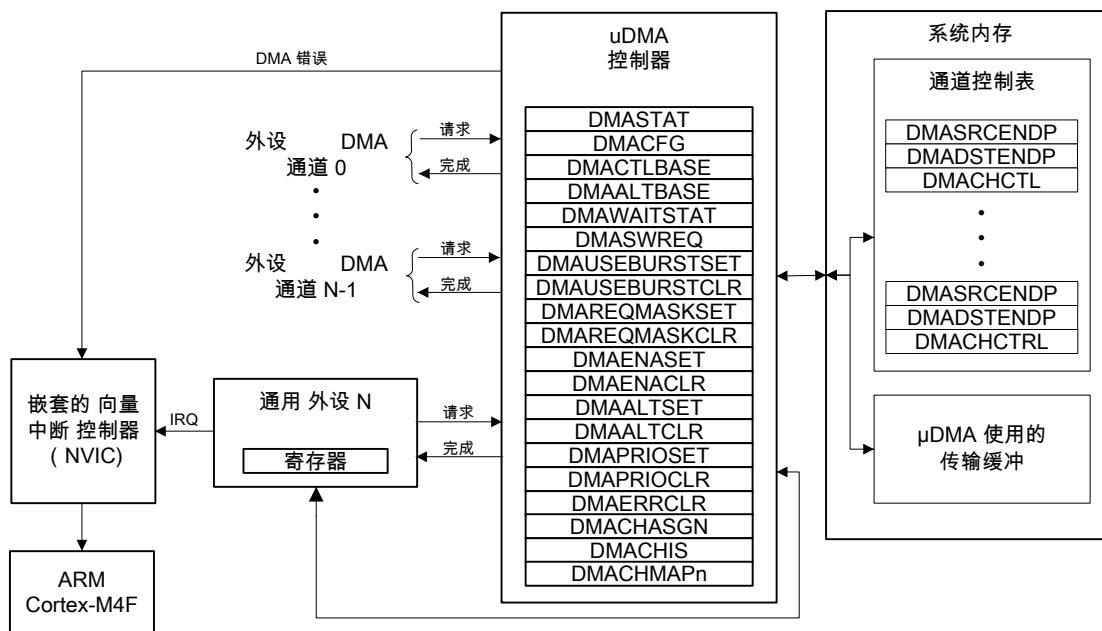 DMA 错误
uDMA
控制器
DMASTAT
DMACFG
DMACTLBASE
DMAALTBASE
DMAWAITSTAT
DMASWREQ
DMAUSEBURSTSET
DMAUSEBURSTCLR
DMAREQMASKSET
DMAREQMASKCLR
DMAENASET
DMAENACLR
DMAALTSET
DMAALTCLR
DMAPRIOSET
DMAPRIOCLR
DMAERRCLR
DMACHASGN
DMACHIS
DMACHMAPn
外设 DMA
通道 0
请求
完成
外设 DMA
通道 N-1
请求
完成
通用 外设 N
寄存器
请求
完成
IRQ
嵌套的 向量
中断 控制器
( NVIC)
ARM
Cortex-M4F
系统内存
通道控制表
DMASRCENDP
DMADSTENDP
DMACHCTL
DMASRCENDP
DMADSTENDP
DMACHCTRL
µDMA 使用的
传输缓冲